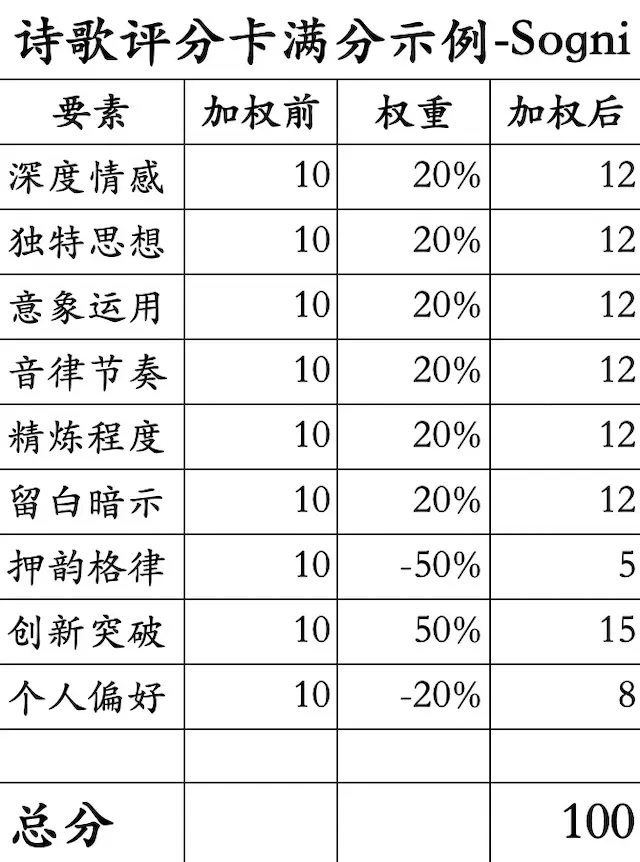 诗歌评分卡满分示例-Sogni
要素 加权前 权重 加权后
深度情感 10 20% 12
独特思想 10 20% 12
意象运用 10 20% 12
音律节奏 10 20% 12
精炼程度 10 20% 12
留白暗示 10 20% 12
押韵格律 10 -50% 5
创新突破 10 50% 15
个人偏好 10 -20% 8
总分 100